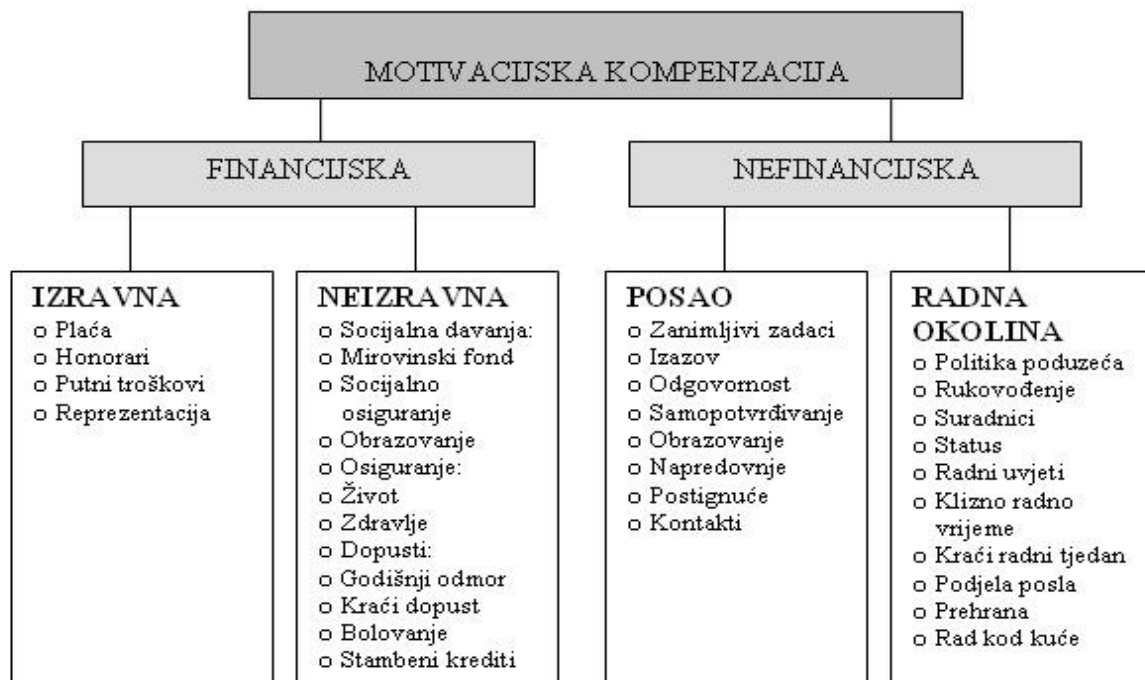 MOTIVACIJSKA KOMPENZACIJA
FINANCIJSKA
NEFINANCIJSKA
IZRAVNA
o Plaća
o Honorari
o Putni troškovi
o Reprezentacija
NEIZRAVNA
o Socijalna davanja:
o Mirovinski fond
o Socijalno
osiguranje
o Obrazovanje
o Osiguranje:
o Život
o Zdravlje
o Dopusti:
o Godišnji odmor
o Kraći dopust
o Bolovanje
o Stambeni krediti
POSAO
o Zanimljivi zadaci
o Izazov
o Odgovornost
o Samopotvrđivanje
o Obrazovanje
o Napredovnje
o Postignuće
o Kontakti
RADNA
OKOLINA
o Politika poduzeća
o Rukovođenje
o Suradnici
o Status
o Radni uvjeti
o Klizno radno
vrijeme
o Kraći radni tjedan
o Podjela posla
o Prehrana
o Rad kod kuće